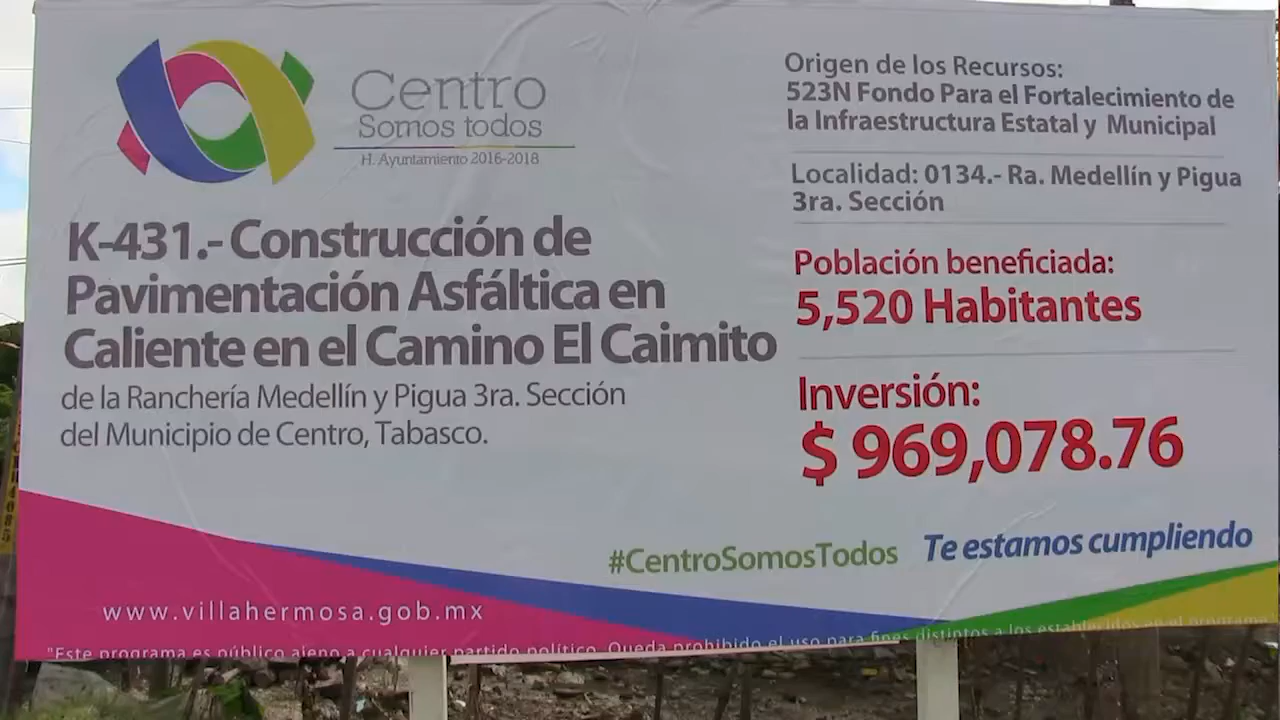 Centro
Somos todos
H. Ayuntamiento 2016-2018
K-431.- Construcción de
Pavimentación Asfáltica en
Caliente en el Camino El Caimito
de la Ranchería Medellín y Pigua 3ra. Sección
del Municipio de Centro, Tabasco.
Origen de los Recursos:
523N Fondo Para el Fortalecimiento de
la Infraestructura Estatal y Municipal
Localidad: 0134.- Ra. Medellín y Pigua
3ra. Sección
Población beneficiada:
5,520 Habitantes
Inversión:
$ 969,078.76
#CentroSomosTodos
Te estamos cumpliendo
www.villahermosa.gob.mx
"Este programa es público ajeno a cualquier partido político. Queda prohibido el uso para fines distintos a los establecidos en el programa